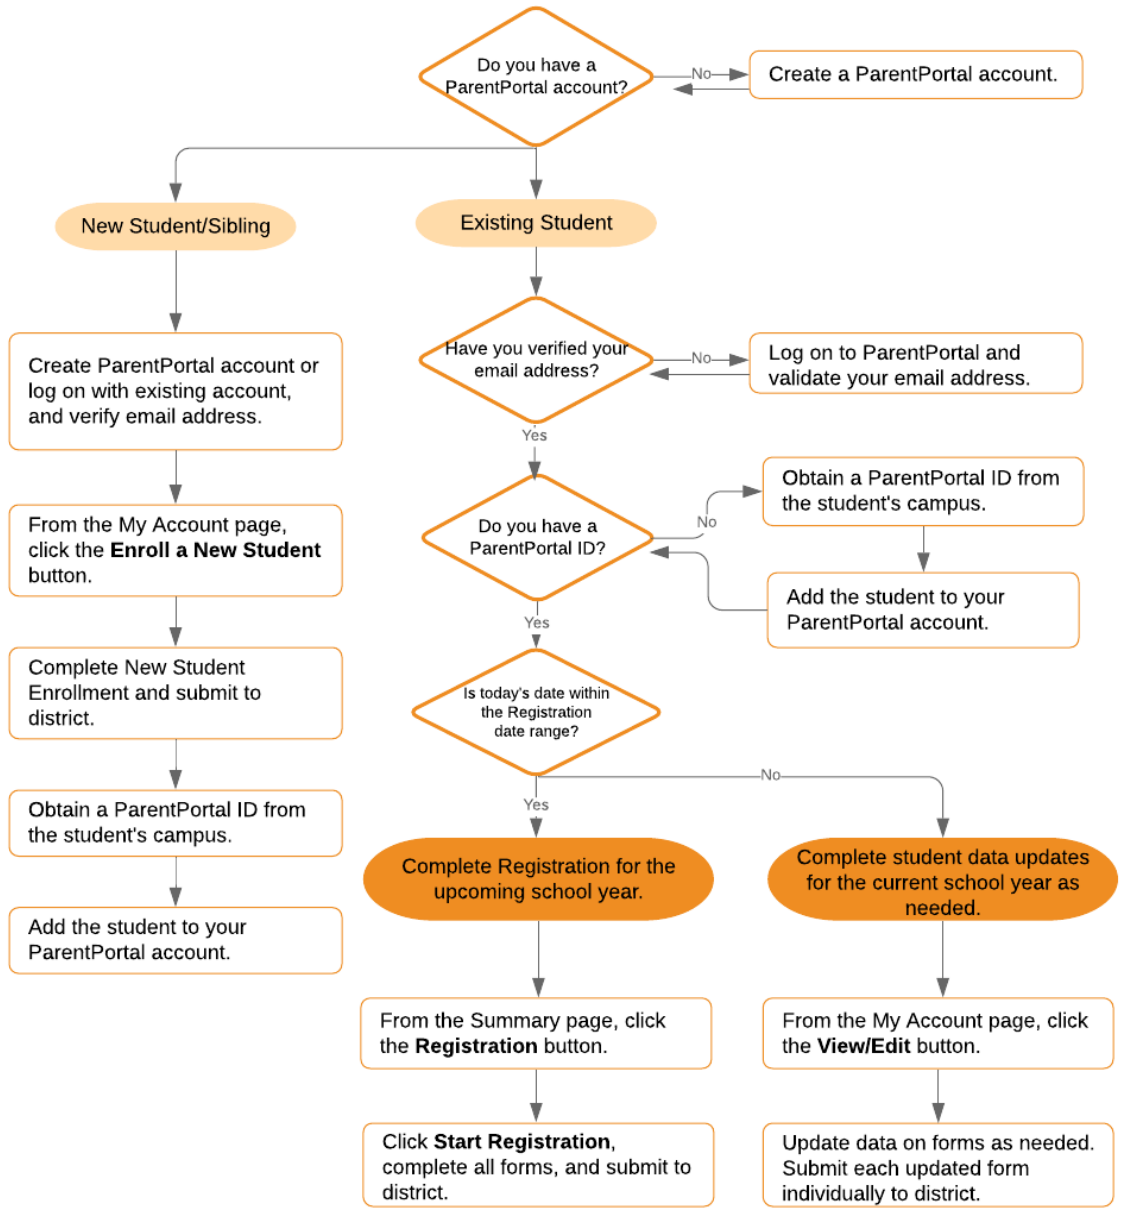 Do you have a
ParentPortal account?
No
Create a ParentPortal account.
New Student/Sibling
Existing Student
Create ParentPortal account or
log on with existing account,
and verify email address.
From the My Account page,
click the Enroll a New Student
button.
Complete New Student
Enrollment and submit to
district.
Obtain a ParentPortal ID from
the student's campus.
Add the student to your
ParentPortal account.
Have you verified your
email address?
No
Log on to ParentPortal and
validate your email address.
Yes
Do you have a
ParentPortal ID?
No
Obtain a ParentPortal ID from
the student's campus.
Add the student to your
ParentPortal account.
Yes
Is today's date within
the Registration
date range?
No
Yes
Complete Registration for the
upcoming school year.
From the Summary page, click
the Registration button.
Click Start Registration,
complete all forms, and submit to
district.
Complete student data updates
for the current school year as
needed.
From the My Account page, click
the View/Edit button.
Update data on forms as needed.
Submit each updated form
individually to district.